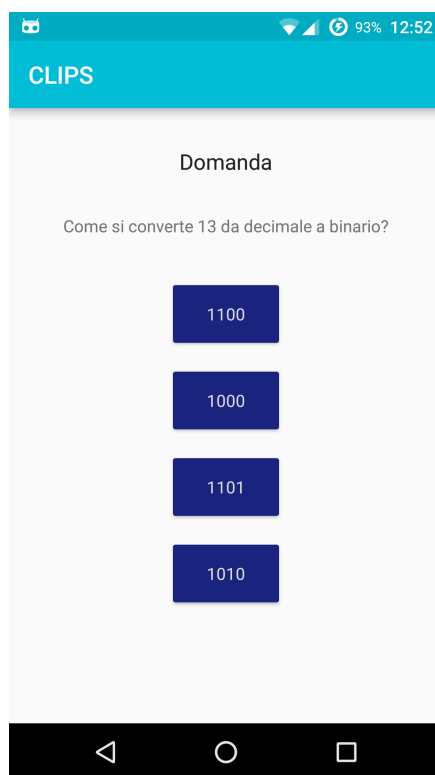 93% 12:52
CLIPS
Domanda
Come si converte 13 da decimale a binario?
1100
1000
1101
1010